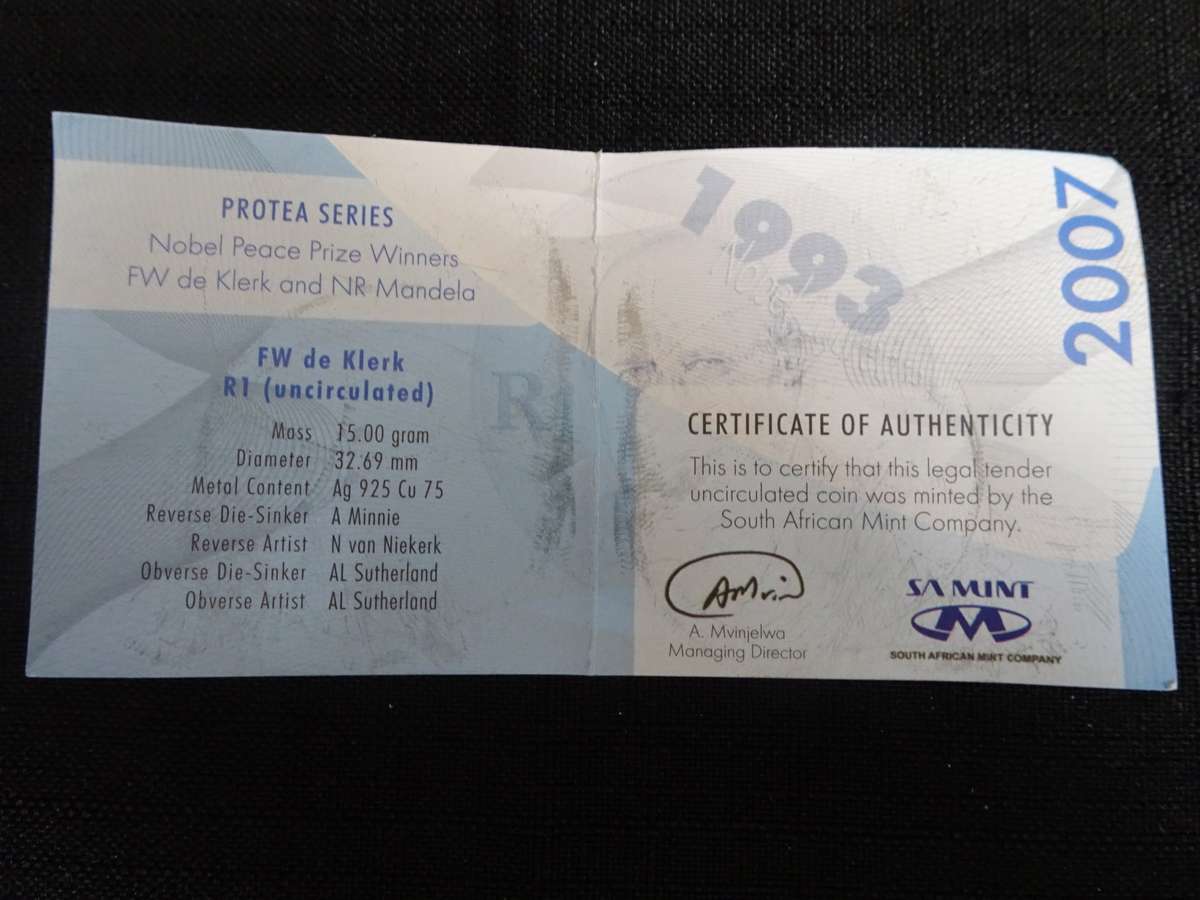 PROTEA SERIES
Nobel Peace Prize Winners
FW de Klerk and NR Mandela
FW de Klerk
R1 (uncirculated)
Mass 15.00 gram
Diameter 32.69 mm
Metal Content Ag 925 Cu 75
Reverse Die-Sinker A Minnie
Reverse Artist N van Niekerk
Obverse Die-Sinker AL Sutherland
Obverse Artist AL Sutherland
R
1993
2007
CERTIFICATE OF AUTHENTICITY
This is to certify that this legal tender
uncirculated coin was minted by the
South African Mint Company.
A. Mvinjelwa
Managing Director
SA MINT
M
SOUTH AFRICAN MINT COMPANY